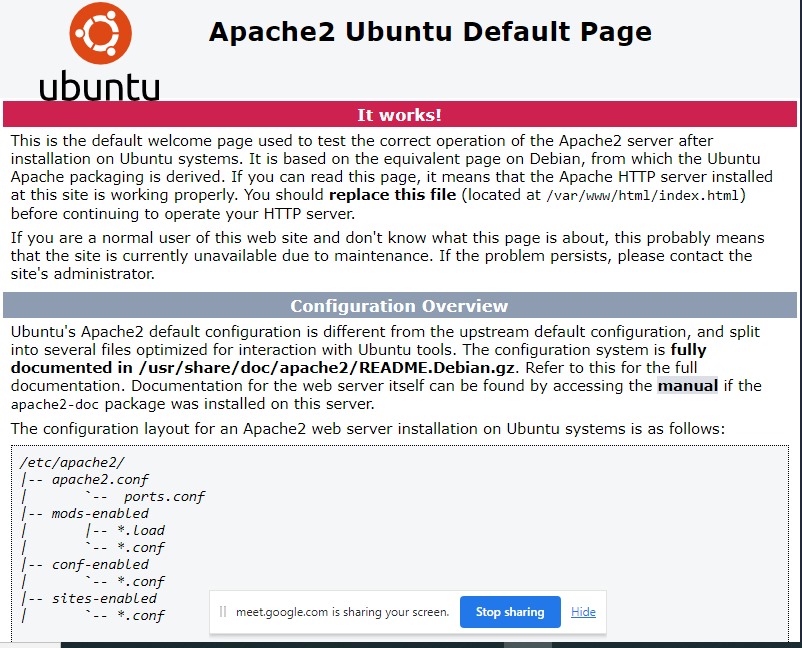 Apache2 Ubuntu Default Page
ubuntu
It works!
This is the default welcome page used to test the correct operation of the Apache2 server after
installation on Ubuntu systems. It is based on the equivalent page on Debian, from which the Ubuntu
Apache packaging is derived. If you can read this page, it means that the Apache HTTP server installed
at this site is working properly. You should replace this file (located at /var/www/html/index.html)
before continuing to operate your HTTP server.
If you are a normal user of this web site and don't know what this page is about, this probably means
that the site is currently unavailable due to maintenance. If the problem persists, please contact the
site's administrator.
Configuration Overview
Ubuntu's Apache2 default configuration is different from the upstream default configuration, and split
into several files optimized for interaction with Ubuntu tools. The configuration system is fully
documented in /usr/share/doc/apache2/README.Debian.gz. Refer to this for the full
documentation. Documentation for the web server itself can be found by accessing the manual if the
apache2-doc package was installed on this server.
The configuration layout for an Apache2 web server installation on Ubuntu systems is as follows:
/etc/apache2/
|-- apache2.conf
|       `--  ports.conf
|-- mods-enabled
|       |-- *.load
|       `-- *.conf
|-- conf-enabled
|       `-- *.conf
|-- sites-enabled
|       `-- *.conf
meet.google.com is sharing your screen. Stop sharing Hide